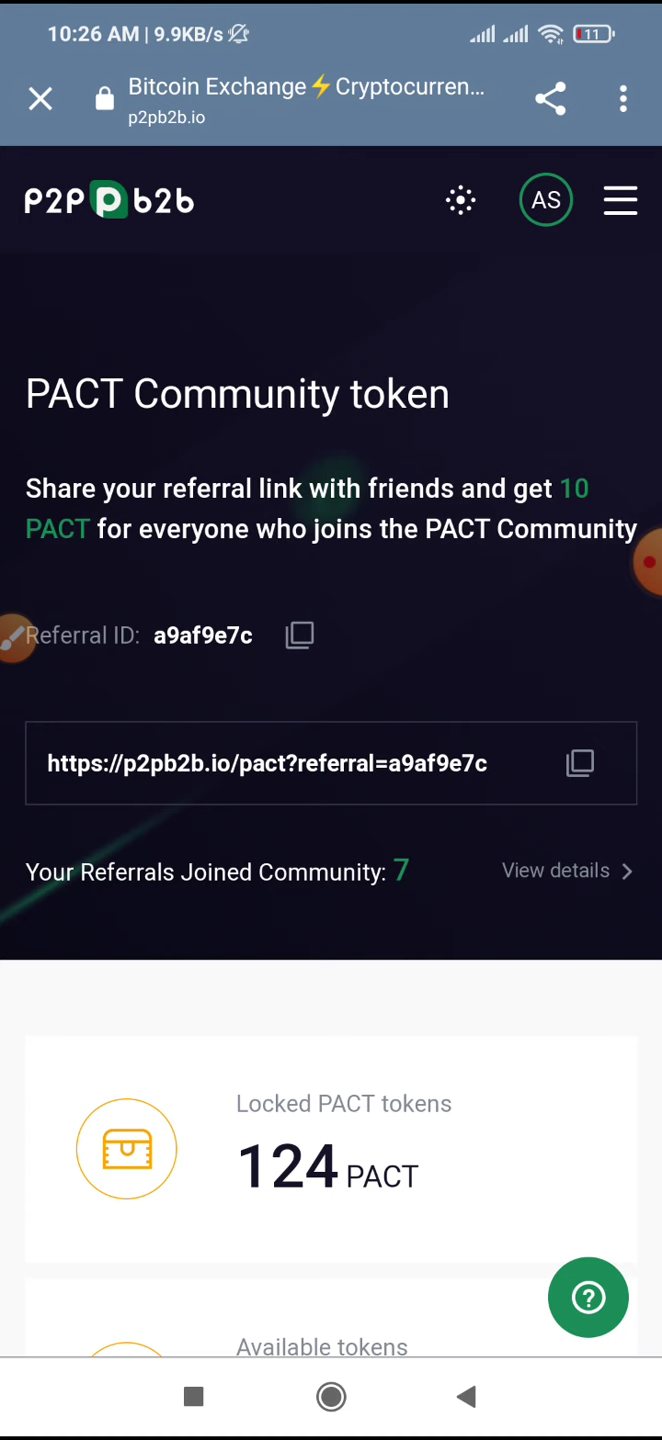 10:26 AM | 9.9KB/s
11
Bitcoin Exchange⚡Cryptocurren...
p2pb2b.io
P2P b2b
AS
PACT Community token
Share your referral link with friends and get 10
PACT for everyone who joins the PACT Community
Referral ID: a9af9e7c
https://p2pb2b.io/pact?referral=a9af9e7c
Your Referrals Joined Community: 7
View details
Locked PACT tokens
124 PACT
Available tokens